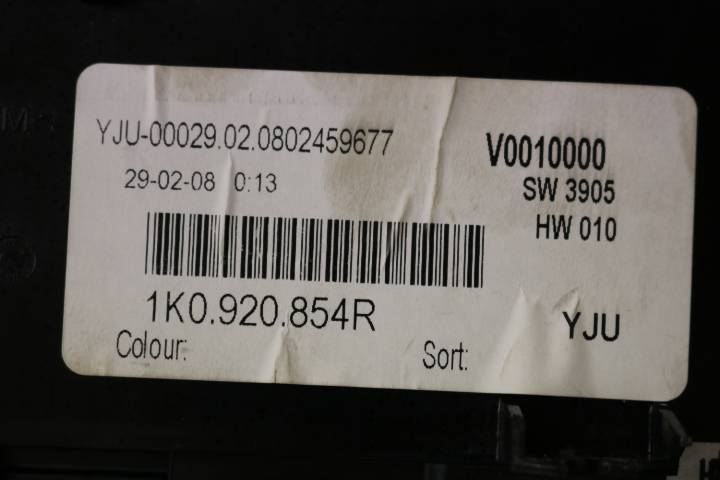 YJU-00029.02.0802459677
V0010000
29-02-08 0:13
SW 3905
HW 010
1K0.920.854R
YJU
Colour:
Sort: